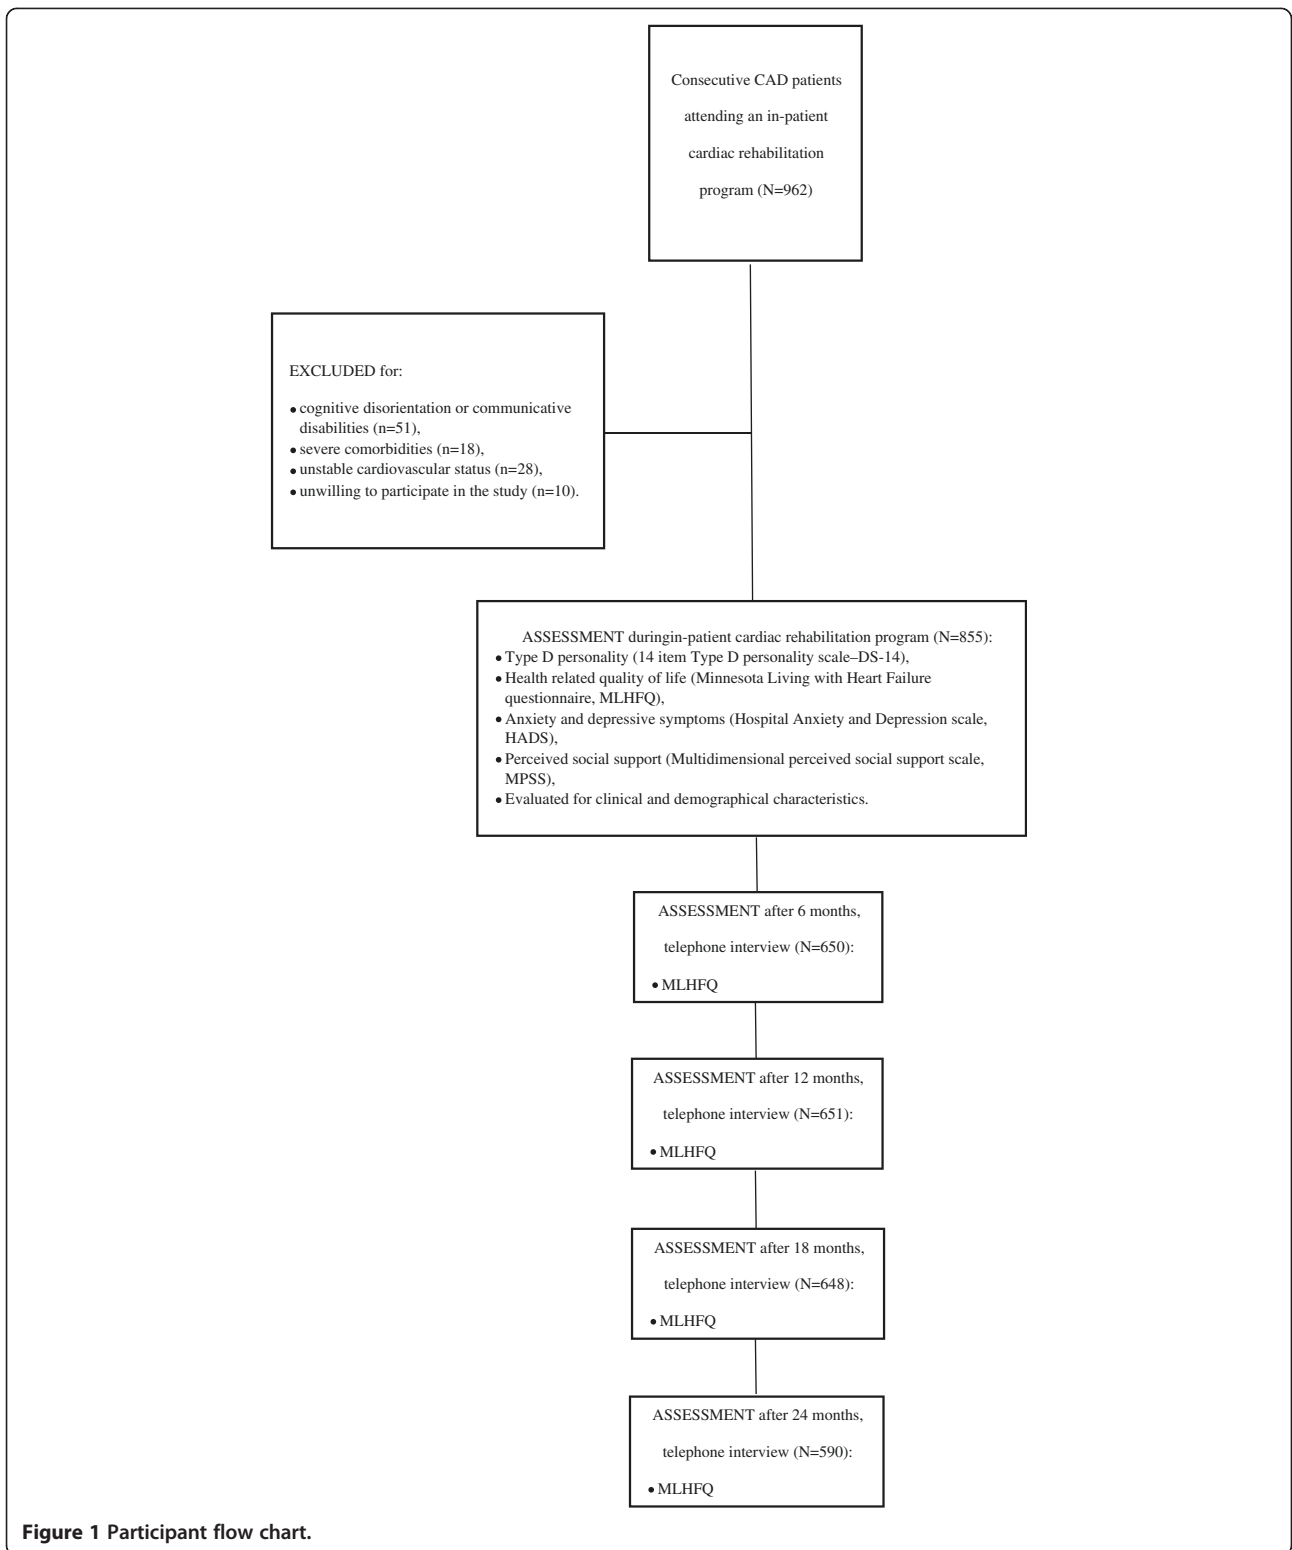 Consecutive CAD patients
attending an in-patient
cardiac rehabilitation
program (N=962)
EXCLUDED for:
• cognitive disorientation or communicative
disabilities (n=51),
• severe comorbidities (n=18),
• unstable cardiovascular status (n=28),
• unwilling to participate in the study (n=10).
ASSESSMENT duringin-patient cardiac rehabilitation program (N=855):
• Type D personality (14 item Type D personality scale–DS-14),
• Health related quality of life (Minnesota Living with Heart Failure
questionnaire, MLHFQ),
• Anxiety and depressive symptoms (Hospital Anxiety and Depression scale,
HADS),
• Perceived social support (Multidimensional perceived social support scale,
MPSS),
• Evaluated for clinical and demographical characteristics.
ASSESSMENT after 6 months,
telephone interview (N=650):
• MLHFQ
ASSESSMENT after 12 months,
telephone interview (N=651):
• MLHFQ
ASSESSMENT after 18 months,
telephone interview (N=648):
• MLHFQ
ASSESSMENT after 24 months,
telephone interview (N=590):
• MLHFQ
Figure 1 Participant flow chart.